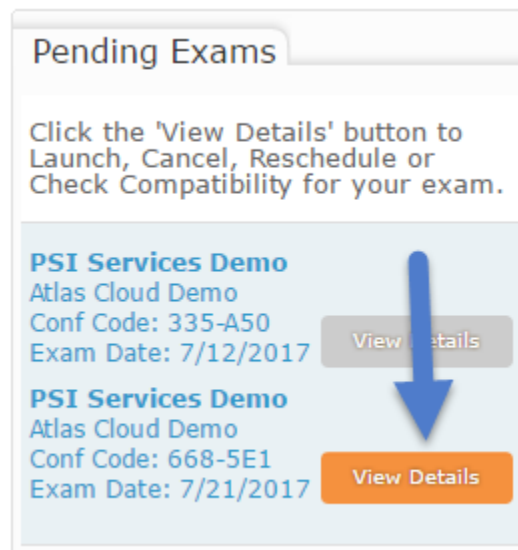 Pending Exams
Click the 'View Details' button to
Launch, Cancel, Reschedule or
Check Compatibility for your exam.
PSI Services Demo
Atlas Cloud Demo
Conf Code: 335-A50
Exam Date: 7/12/2017
View Details
PSI Services Demo
Atlas Cloud Demo
Conf Code: 668-5E1
Exam Date: 7/21/2017
View Details